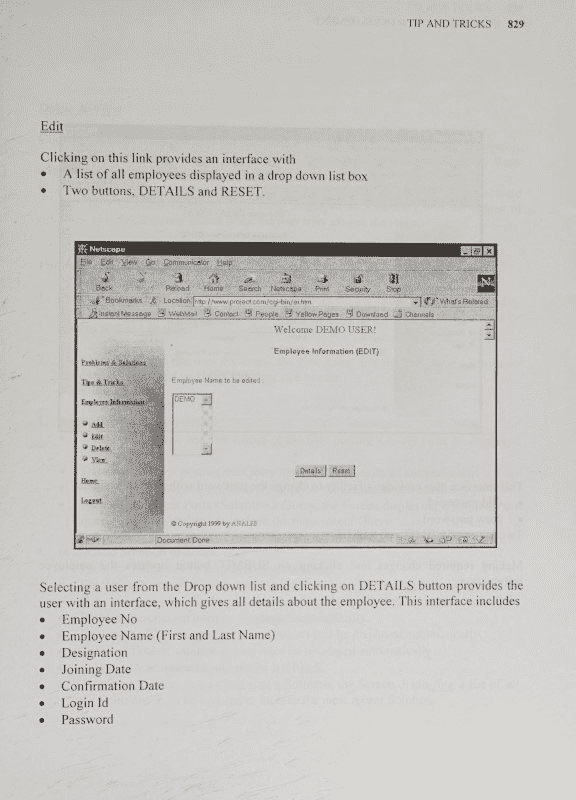 TIP AND TRICKS 829
Edit
Clicking on this link provides an interface with
• A list of all employees displayed in a drop down list box
• Two buttons, DETAILS and RESET.
Netscape
File Edit View Go Communicator Help
Back Reload Home Search Netscape Print Security Stop
Bookmarks Location: What's Related
Instant Message WebMail Contact People Yellow Pages Download Channels
Welcome DEMO USER!
Employee Information (EDIT)
Problems & Solutions
Tips & Tricks
Employee Name to be edited
Employee Information
DEMO
Add
Edit
Delete
View
Details Reset
Home
Logout
© Copyright 1999 by
Document Done
Selecting a user from the Drop down list and clicking on DETAILS button provides the
user with an interface, which gives all details about the employee. This interface includes
• Employee No
• Employee Name (First and Last Name)
• Designation
• Joining Date
• Confirmation Date
• Login Id
• Password